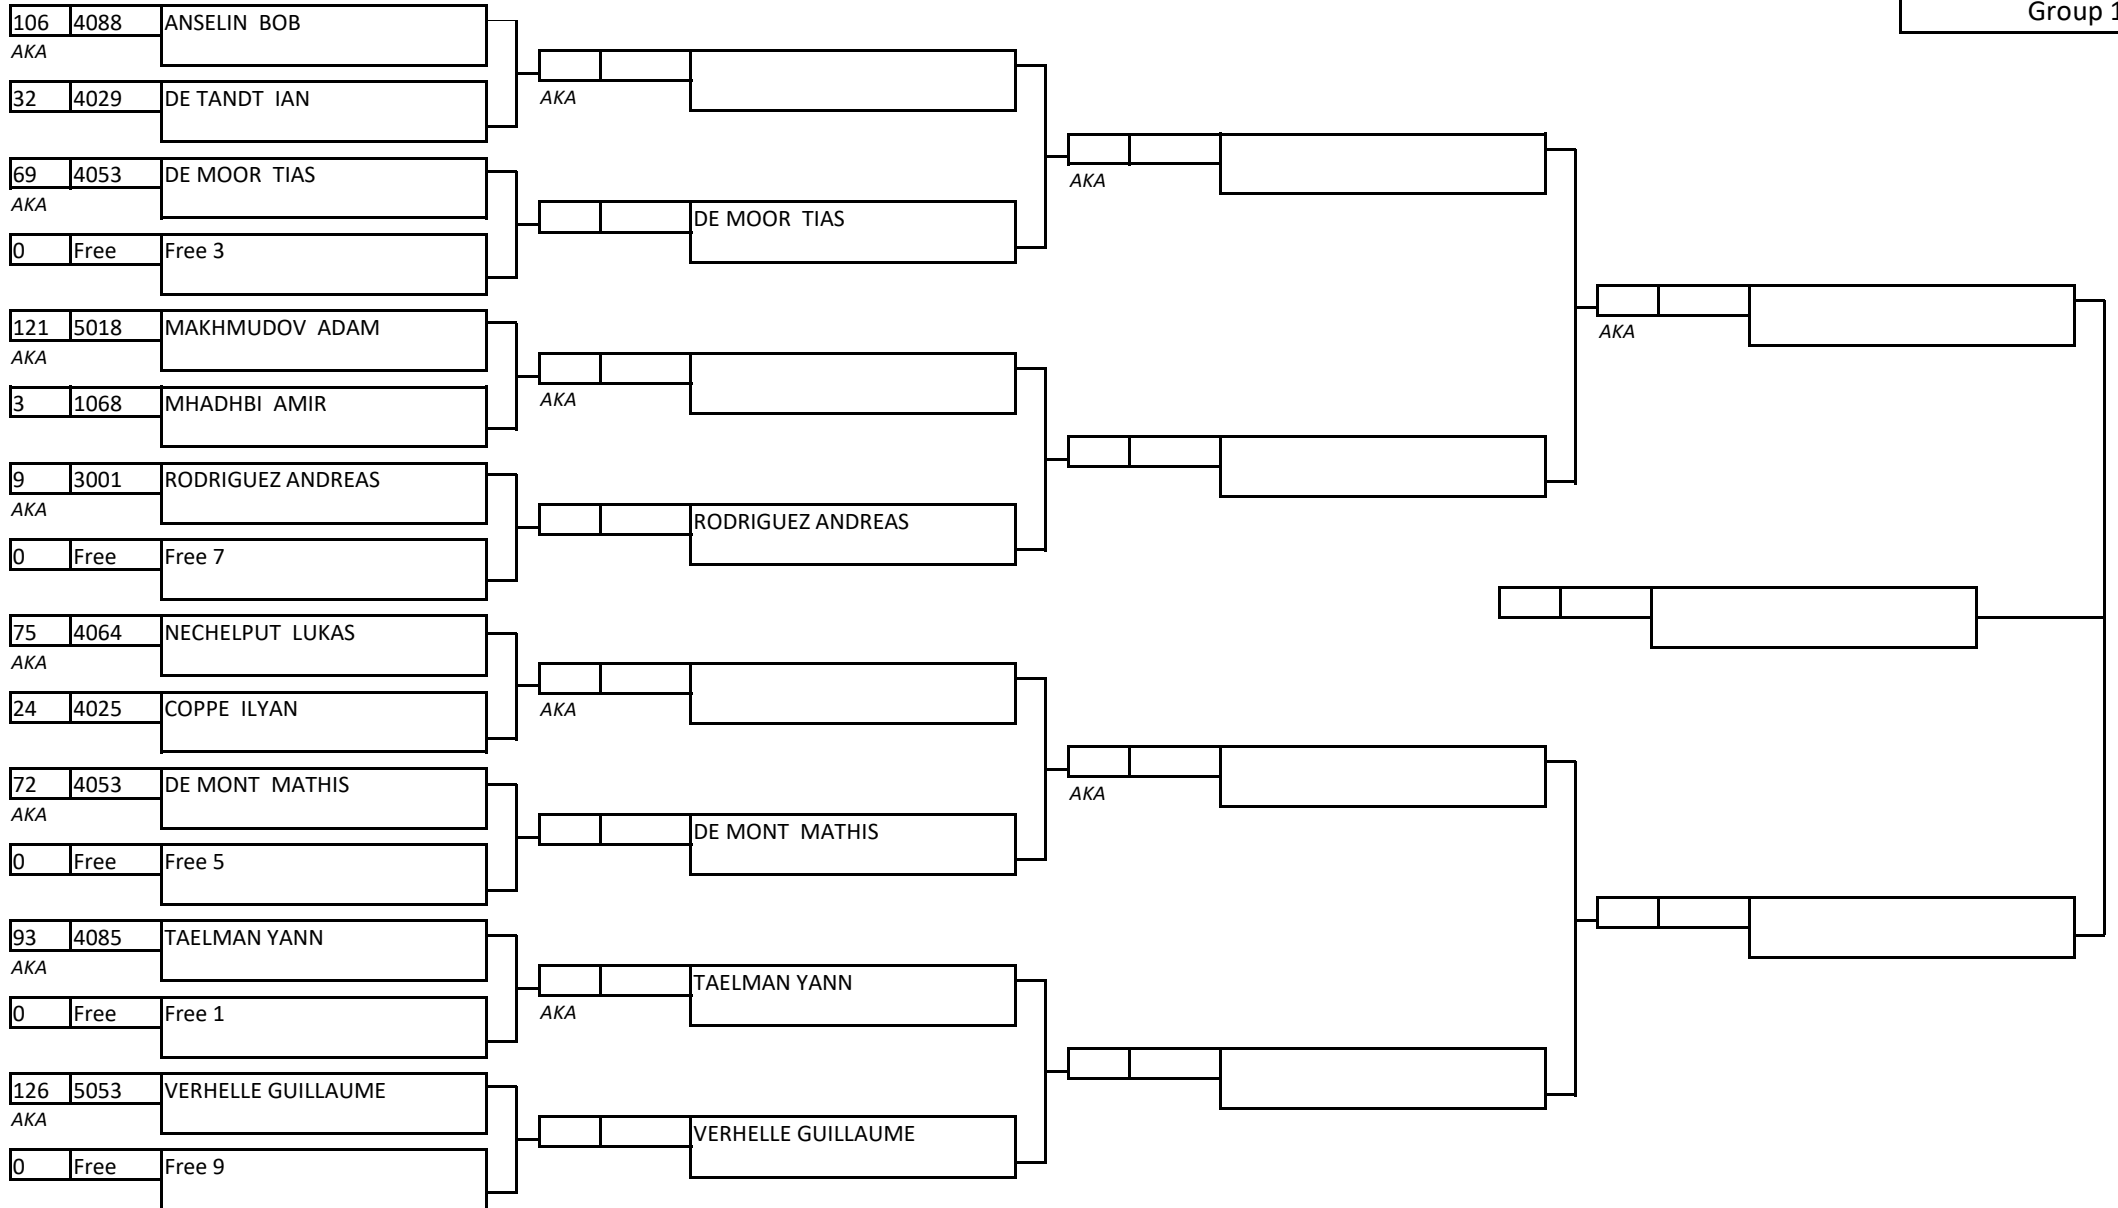 Group 1
106 4088 ANSELIN BOB
AKA
32 4029 DE TANDT IAN
AKA
69 4053 DE MOOR TIAS
AKA
DE MOOR TIAS
0 Free Free 3
AKA
121 5018 MAKHMUDOV ADAM
AKA
AKA
3 1068 MHADHBI AMIR
AKA
9 3001 RODRIGUEZ ANDREAS
AKA
RODRIGUEZ ANDREAS
0 Free Free 7
75 4064 NECHELPUT LUKAS
AKA
24 4025 COPPE ILYAN
AKA
72 4053 DE MONT MATHIS
AKA
AKA
DE MONT MATHIS
0 Free Free 5
93 4085 TAELMAN YANN
AKA
TAELMAN YANN
0 Free Free 1
AKA
126 5053 VERHELLE GUILLAUME
AKA
VERHELLE GUILLAUME
0 Free Free 9